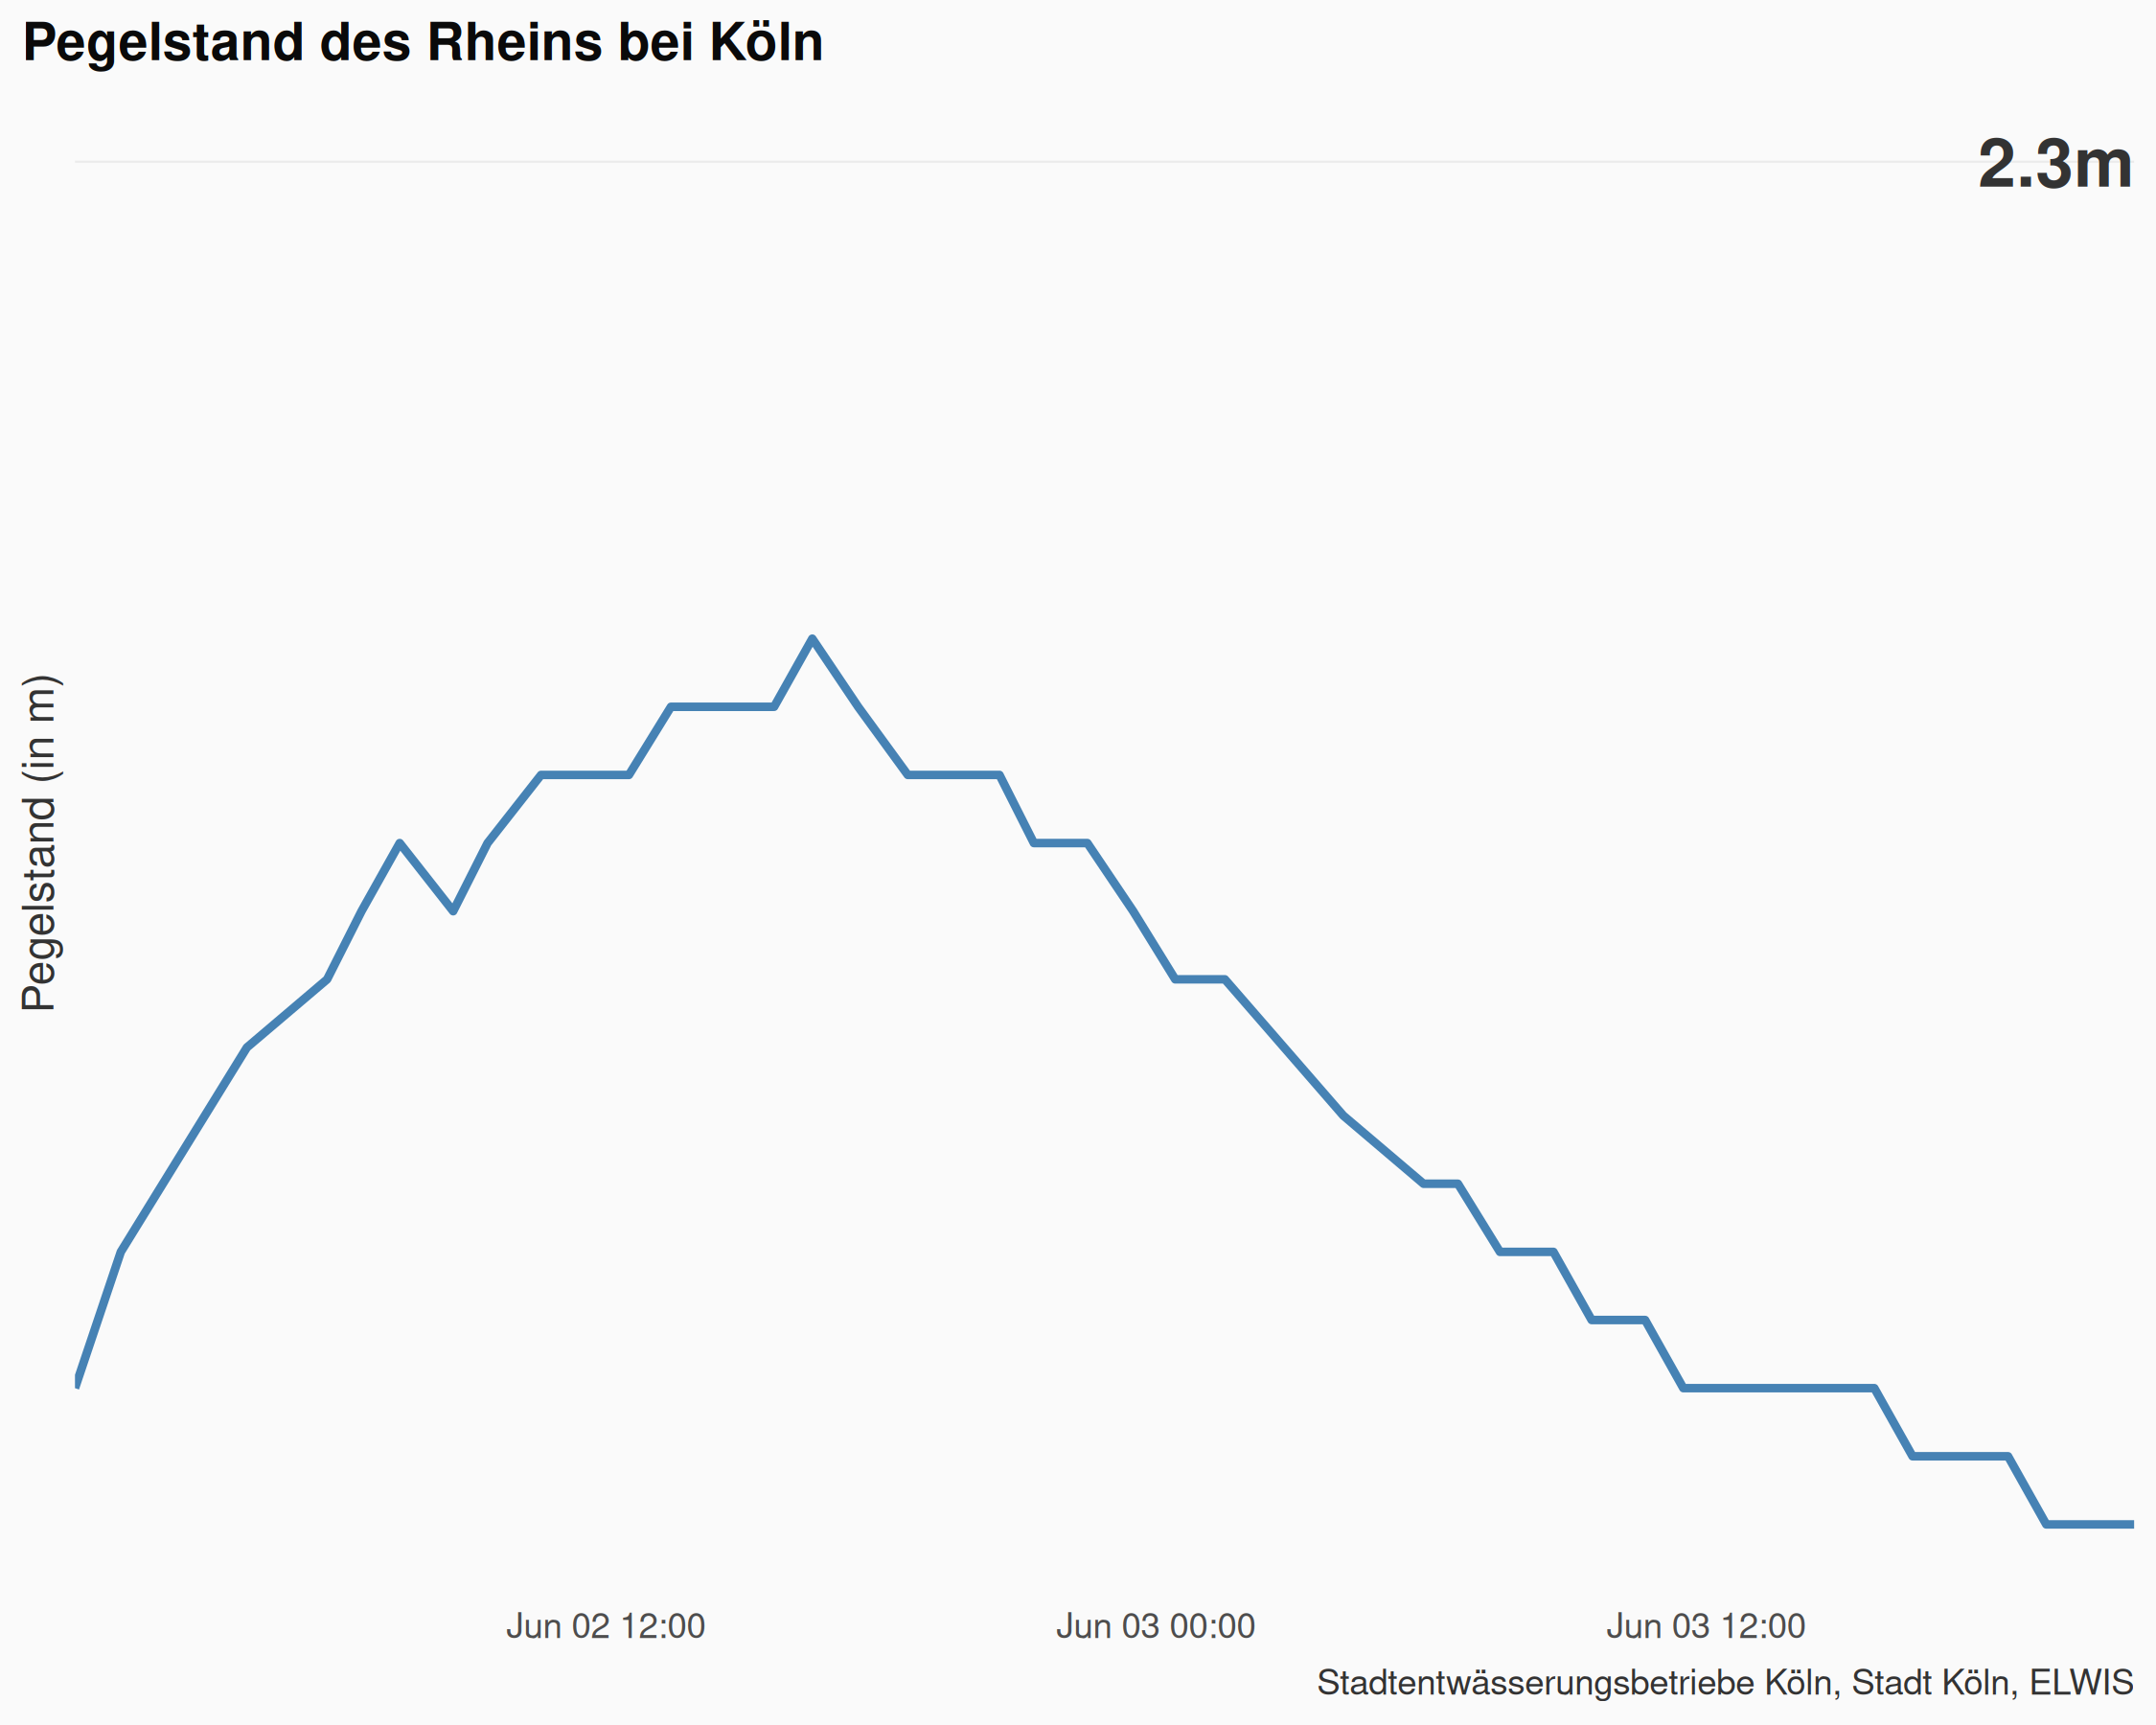 Pegelstand des Rheins bei Köln
2.3m
Pegelstand (in m)
Jun 02 12:00
Jun 03 00:00
Jun 03 12:00
Stadtentwässerungsbetriebe Köln, Stadt Köln, ELWIS